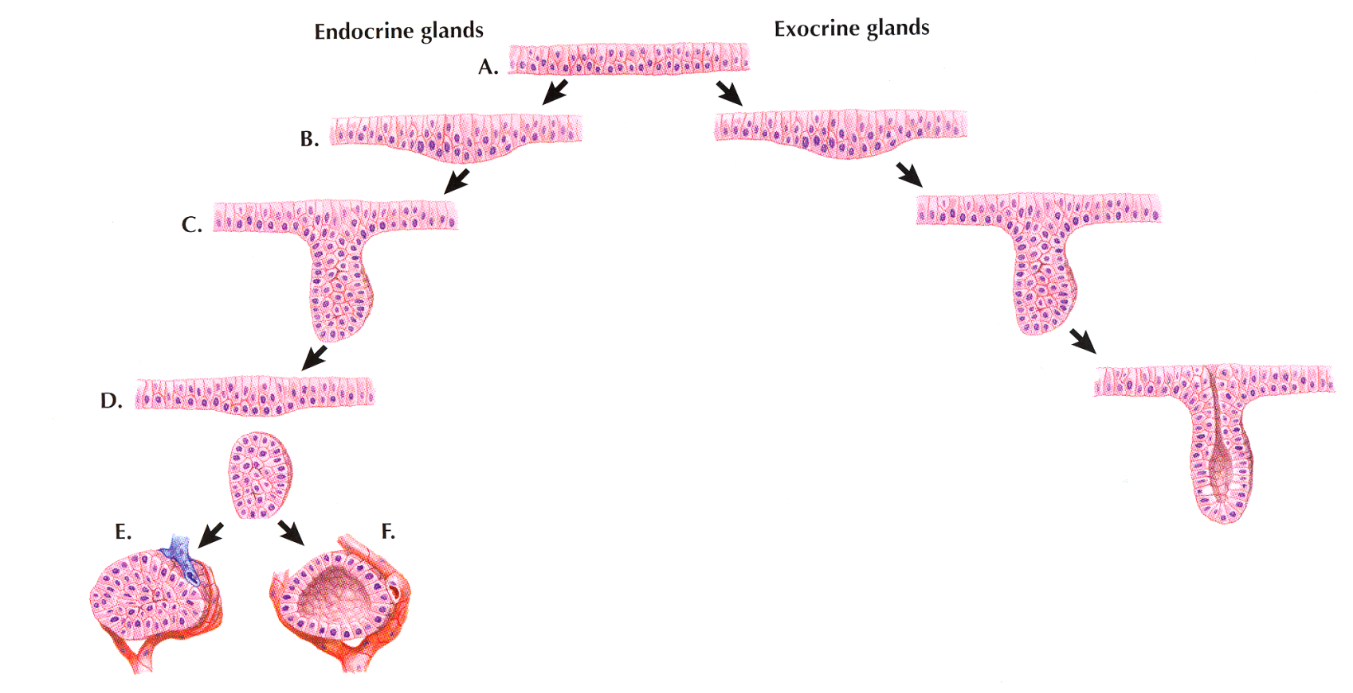 Endocrine glands
Exocrine glands
A.
B.
C.
D.
E.
F.